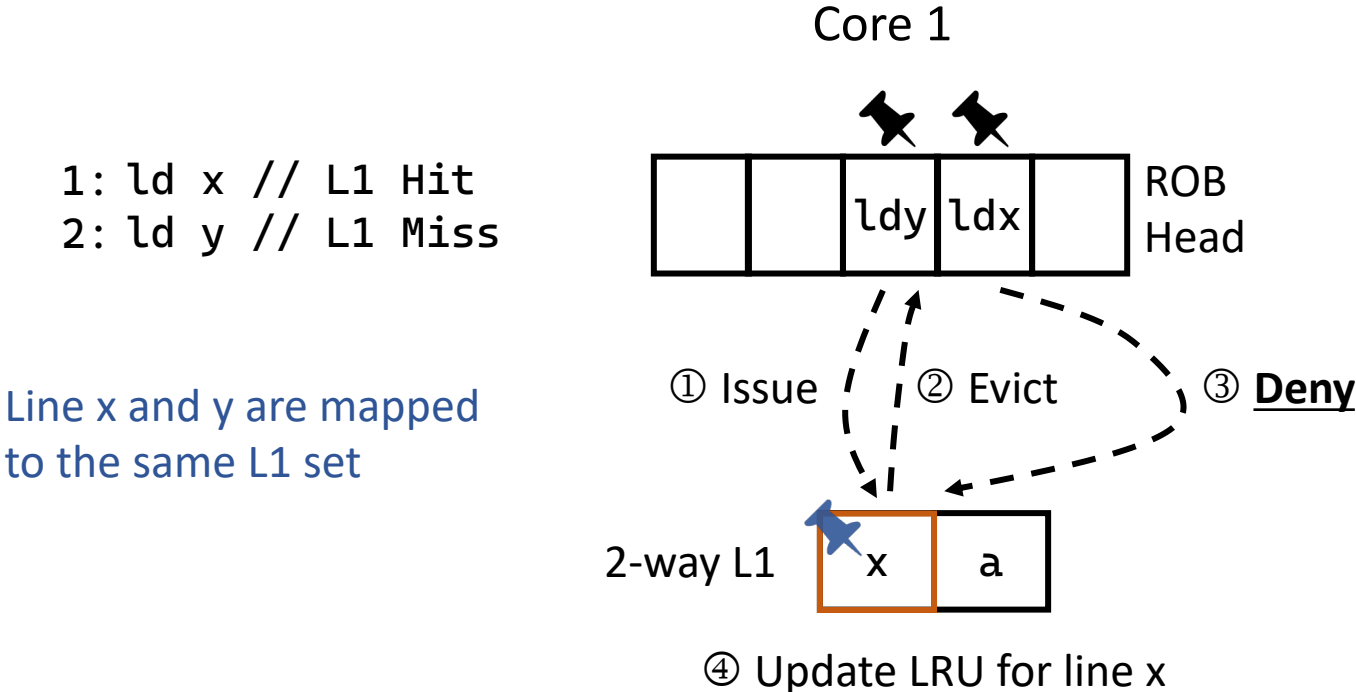 Core 1
1: ld x // L1 Hit
2: ld y // L1 Miss
ldy ldx
ROB
Head
① Issue
② Evict
③ Deny
Line x and y are mapped
to the same L1 set
2-way L1
x a
④ Update LRU for line x